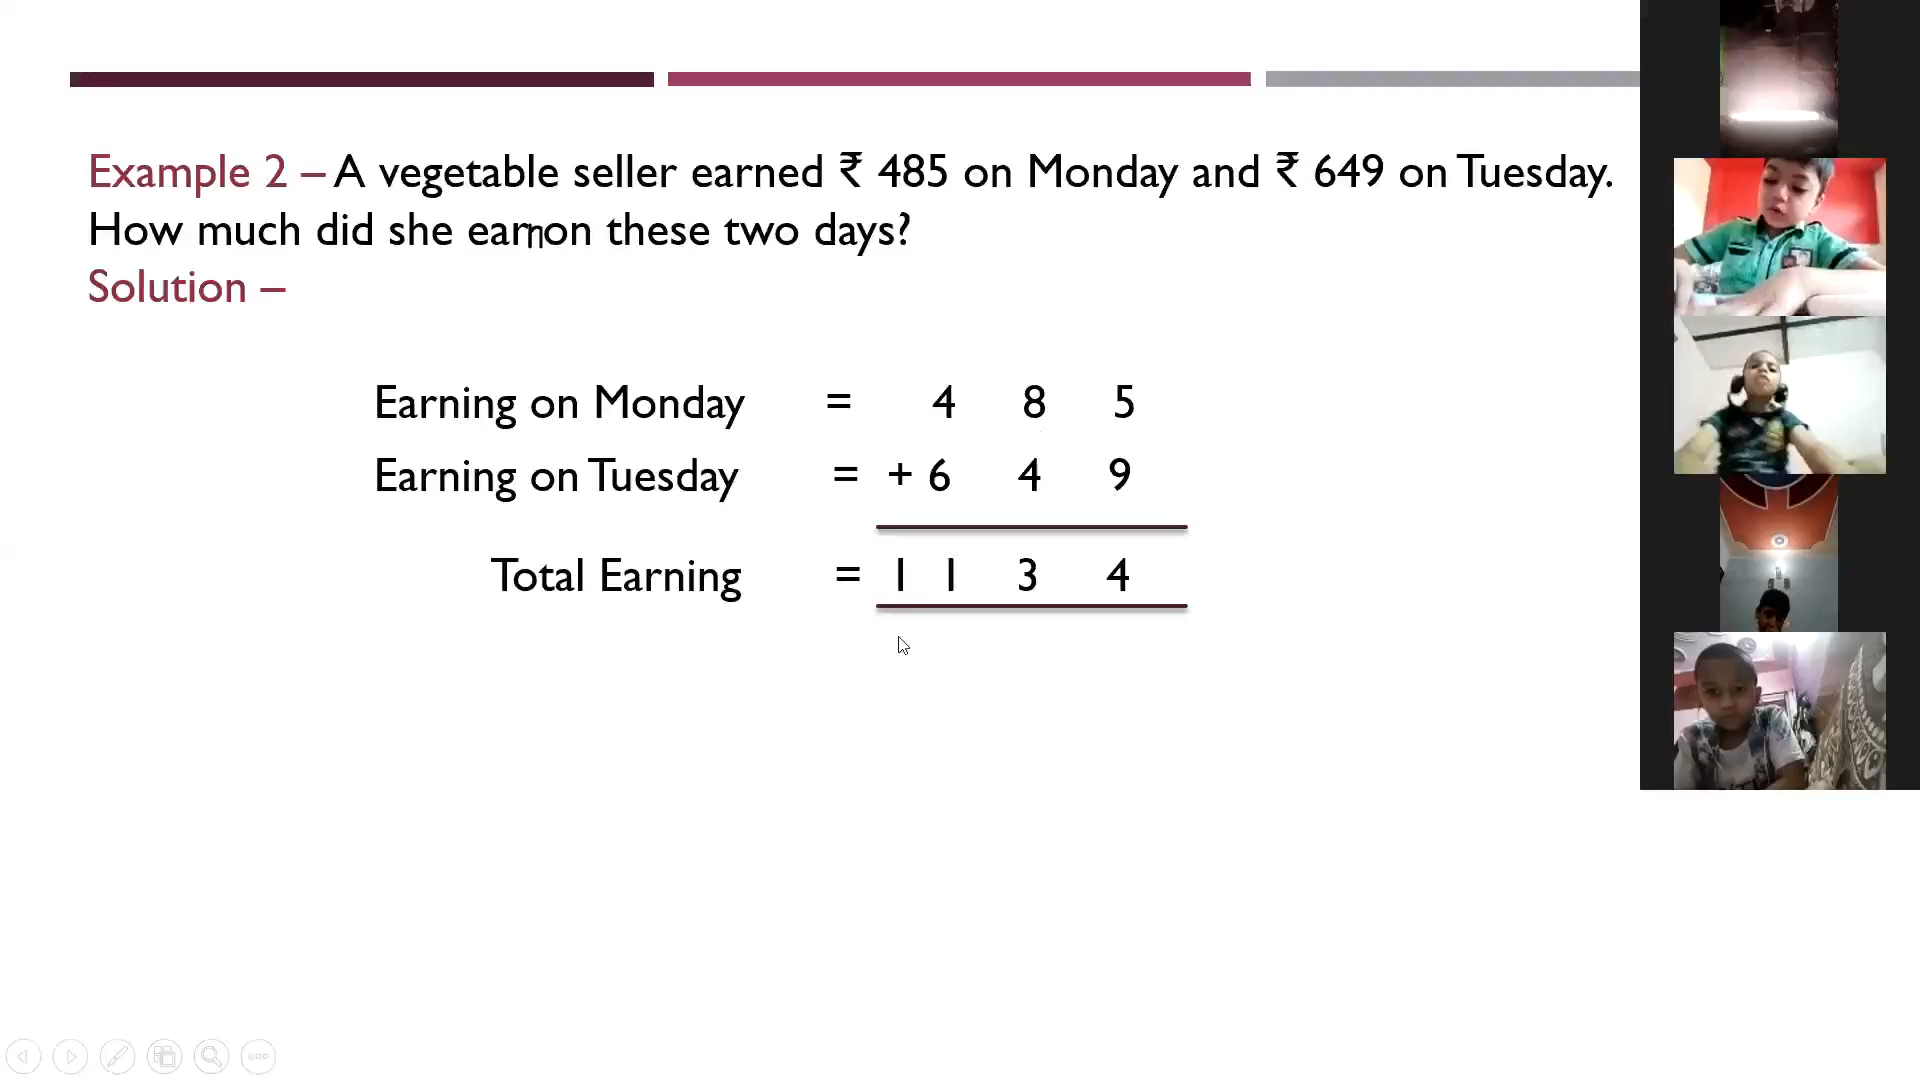 Example 2 – A vegetable seller earned ₹ 485 on Monday and ₹ 649 on Tuesday.
How much did she earn on these two days?
Solution –
Earning on Monday = 4 8 5
Earning on Tuesday = + 6 4 9
Total Earning = 1 1 3 4